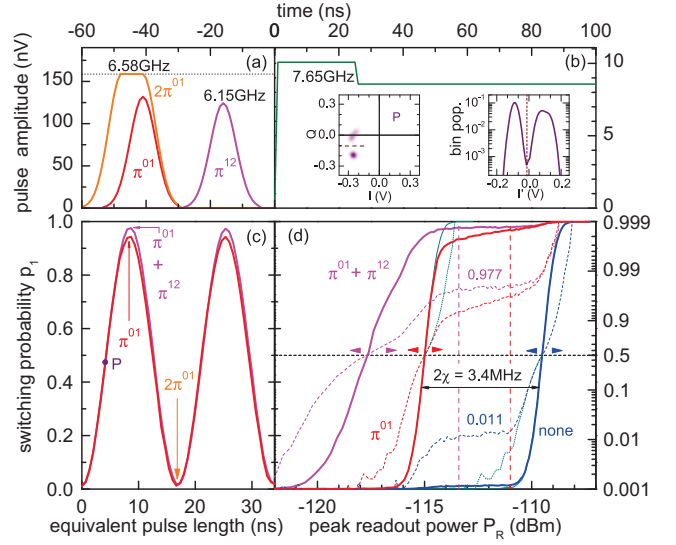 time (ns)
-60 -40 -20 0 20 40 60 80 100
pulse amplitude (nV)
150
100
50
0
6.58GHz
(a)
2π⁰¹
6.15GHz
π⁰¹
π¹²
7.65GHz
(b)
10
5
0
0.3
0.0
-0.3
Q
P
-0.3 0.0 0.3
I (V)
bin pop.
10⁻¹
10⁻²
10⁻³
-0.2 0.0 0.2
I' (V)
switching probability p₁
1.0
0.8
0.6
0.4
0.2
0.0
(c)
π⁰¹
+
π¹²
π⁰¹
P
2π⁰¹
0 10 20 30
equivalent pulse length (ns)
(d)
π⁰¹ + π¹²
0.977
2χ = 3.4MHz
π⁰¹
0.011
none
0.999
0.99
0.9
0.5
0.1
0.01
0.001
-120 -115 -110
peak readout power P_R (dBm)